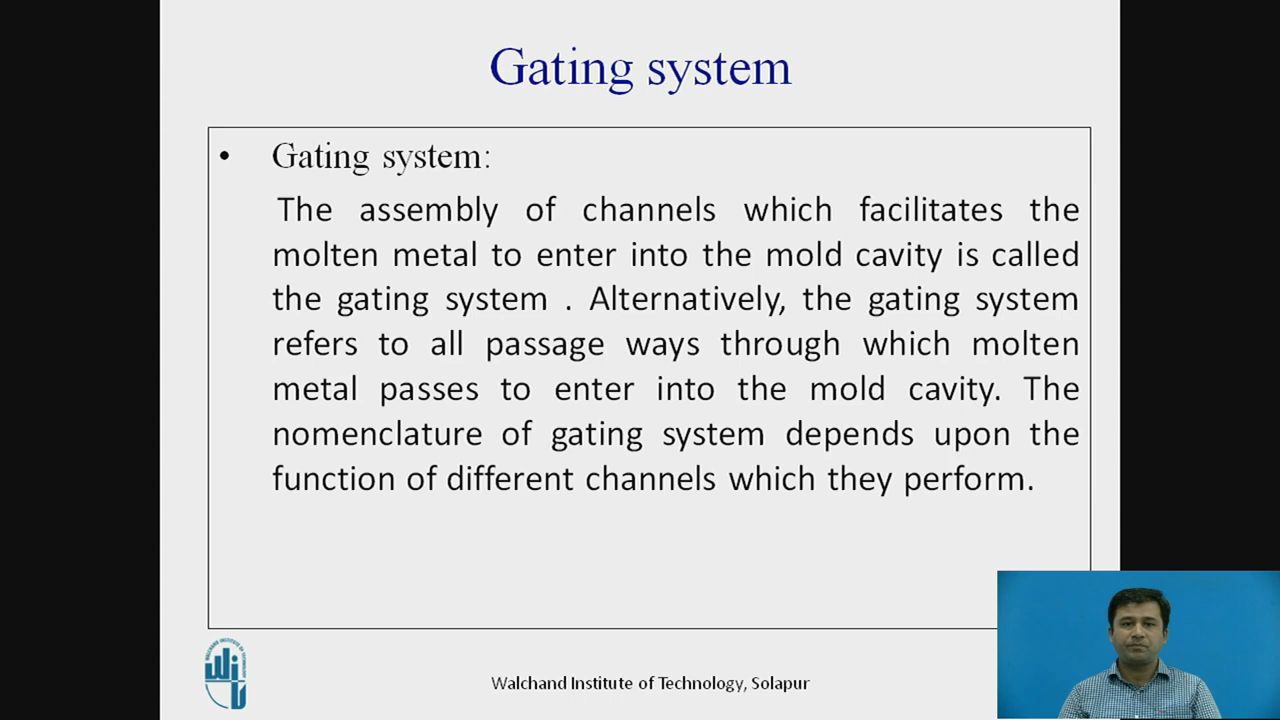 Gating system
• Gating system:
The assembly of channels which facilitates the
molten metal to enter into the mold cavity is called
the gating system . Alternatively, the gating system
refers to all passage ways through which molten
metal passes to enter into the mold cavity. The
nomenclature of gating system depends upon the
function of different channels which they perform.
Walchand Institute of Technology, Solapur